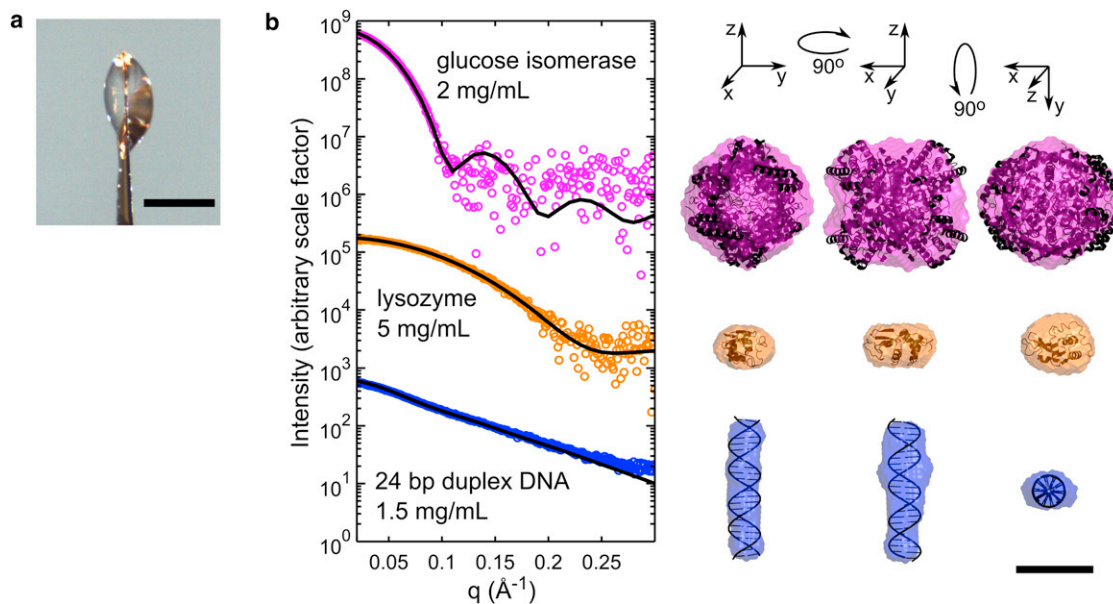 a
b
10⁹
10⁸
10⁷
10⁶
10⁵
10⁴
10³
10²
10¹
10⁰
Intensity (arbitrary scale factor)
glucose isomerase
2 mg/mL
lysozyme
5 mg/mL
24 bp duplex DNA
1.5 mg/mL
0.05
0.1
0.15
0.2
0.25
q (Å⁻¹)
z
y
x
90º
z
x
y
90º
x
z
y